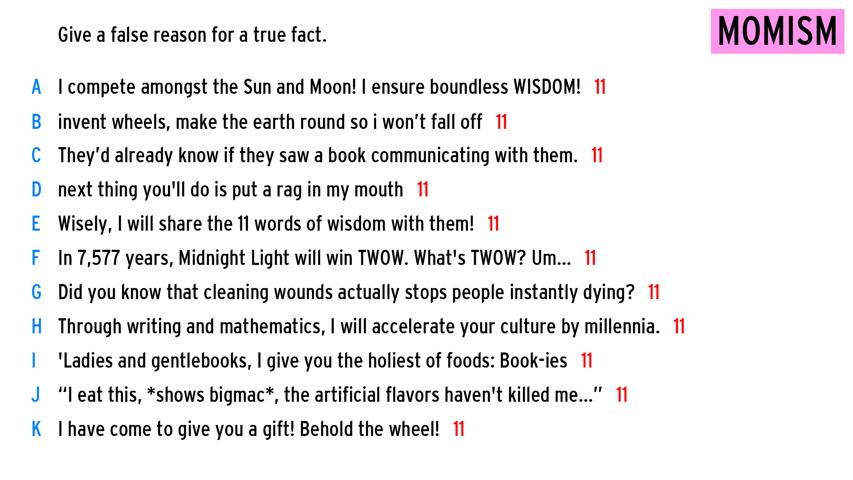 Give a false reason for a true fact.
MOMISM
A I compete amongst the Sun and Moon! I ensure boundless WISDOM! 11
B invent wheels, make the earth round so i won’t fall off 11
C They’d already know if they saw a book communicating with them. 11
D next thing you'll do is put a rag in my mouth 11
E Wisely, I will share the 11 words of wisdom with them! 11
F In 7,577 years, Midnight Light will win TWOW. What's TWOW? Um... 11
G Did you know that cleaning wounds actually stops people instantly dying? 11
H Through writing and mathematics, I will accelerate your culture by millennia. 11
I 'Ladies and gentlebooks, I give you the holiest of foods: Book-ies 11
J “I eat this, *shows bigmac*, the artificial flavors haven't killed me...” 11
K I have come to give you a gift! Behold the wheel! 11